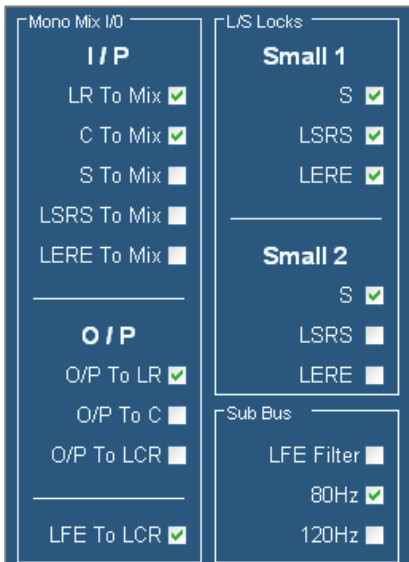 Mono Mix I/0
I / P
LR To Mix
C To Mix
S To Mix
LSRS To Mix
LERE To Mix
O / P
O/P To LR
O/P To C
O/P To LCR
LFE To LCR
L/S Locks
Small 1
S
LSRS
LERE
Small 2
S
LSRS
LERE
Sub Bus
LFE Filter
80Hz
120Hz